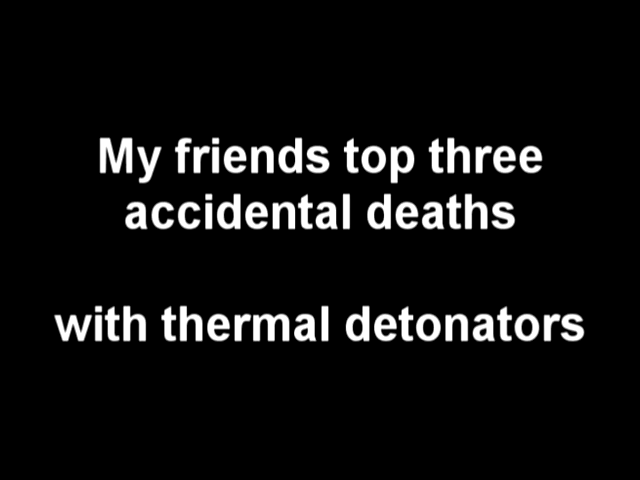 My friends top three
accidental deaths
with thermal detonators